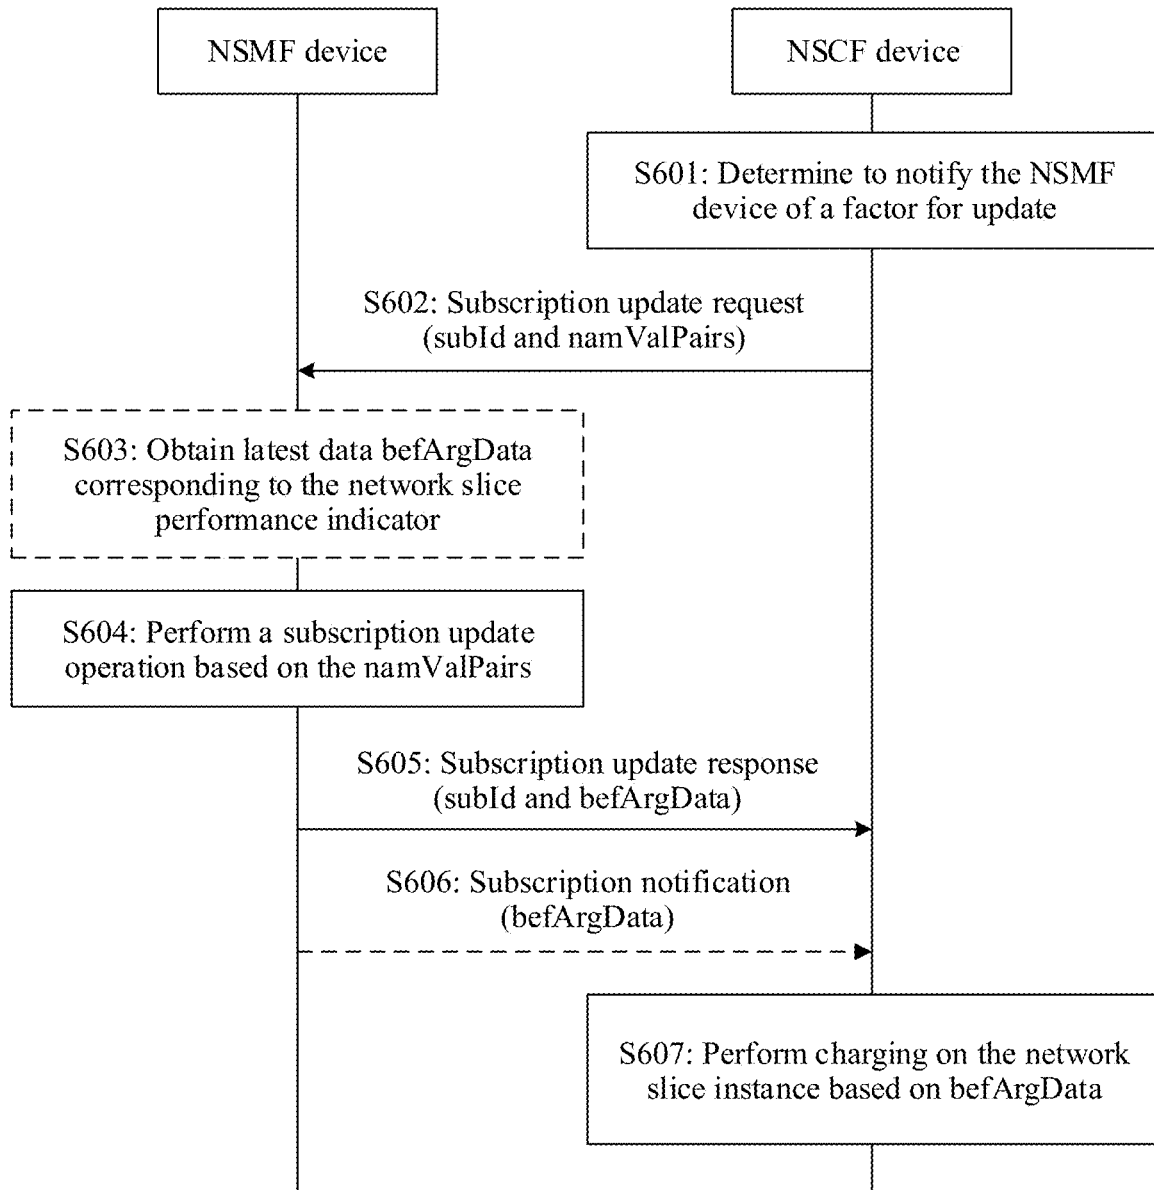 NSMF device
NSCF device
S601: Determine to notify the NSMF
device of a factor for update
S602: Subscription update request
(subId and namValPairs)
S603: Obtain latest data befArgData
corresponding to the network slice
performance indicator
S604: Perform a subscription update
operation based on the namValPairs
S605: Subscription update response
(subId and befArgData)
S606: Subscription notification
(befArgData)
S607: Perform charging on the network
slice instance based on befArgData